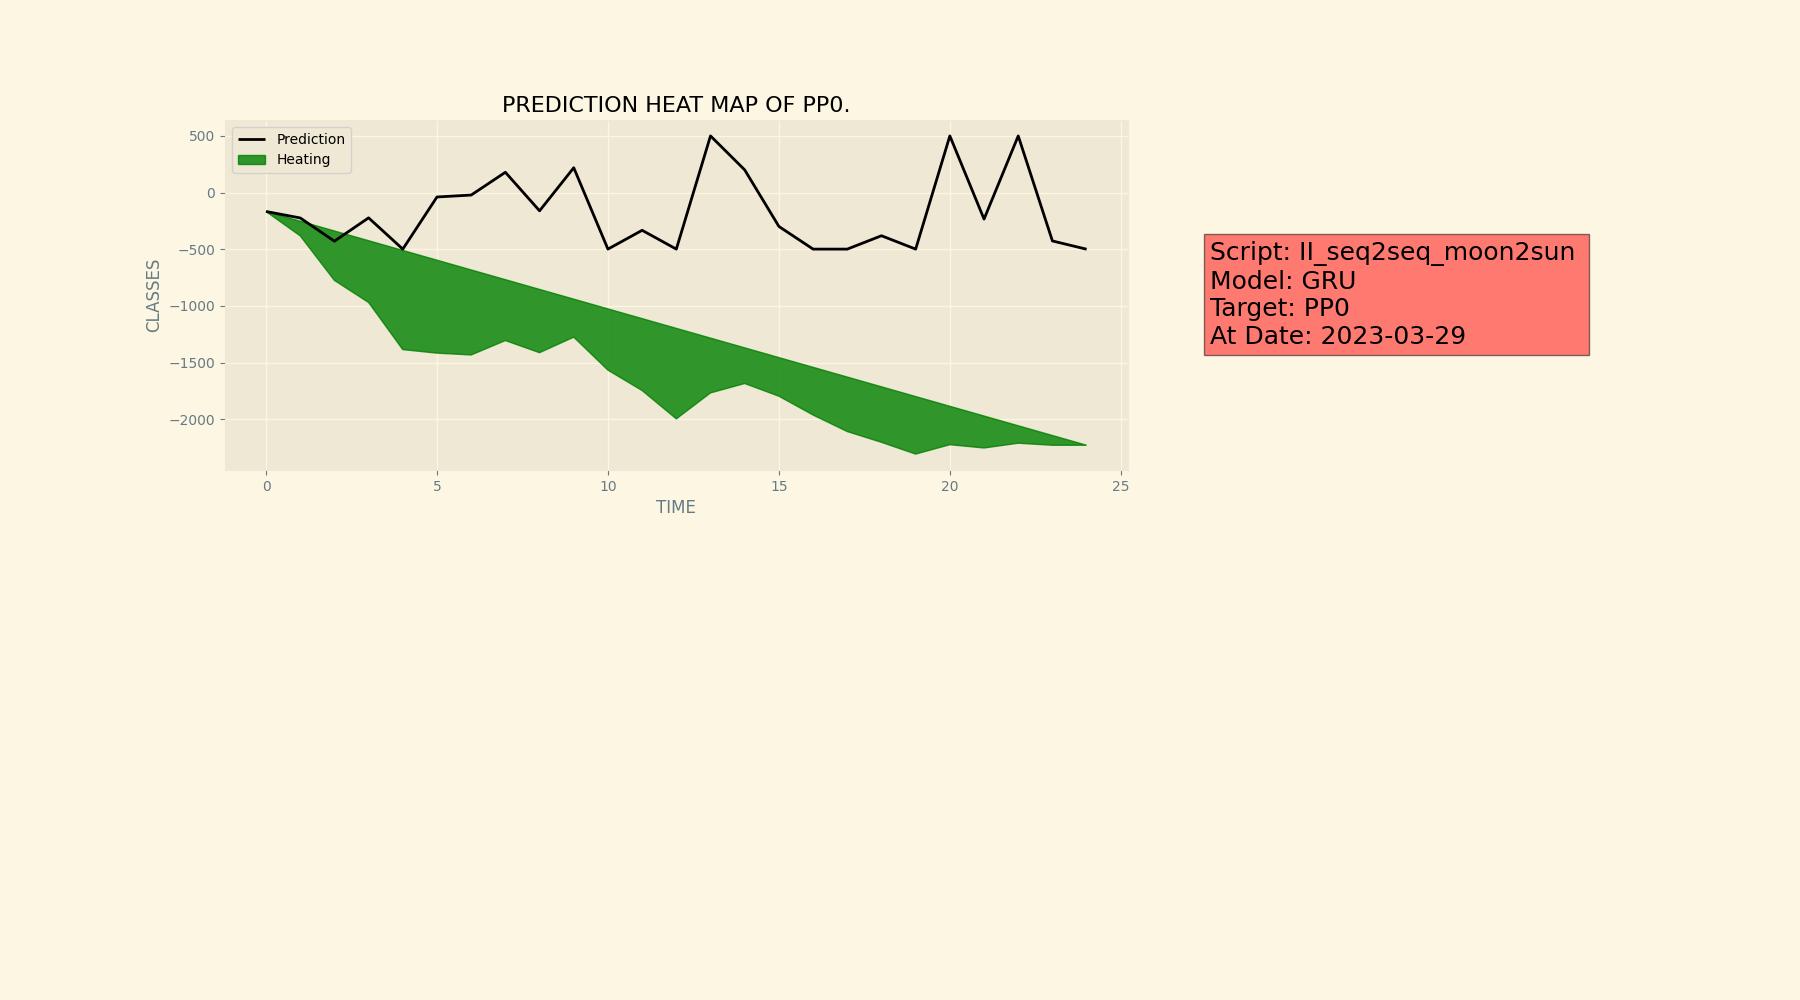 PREDICTION HEAT MAP OF PP0.
Prediction
Heating
500
0
−500
−1000
−1500
−2000
CLASSES
0 5 10 15 20 25
TIME
Script: II_seq2seq_moon2sun
Model: GRU
Target: PP0
At Date: 2023-03-29